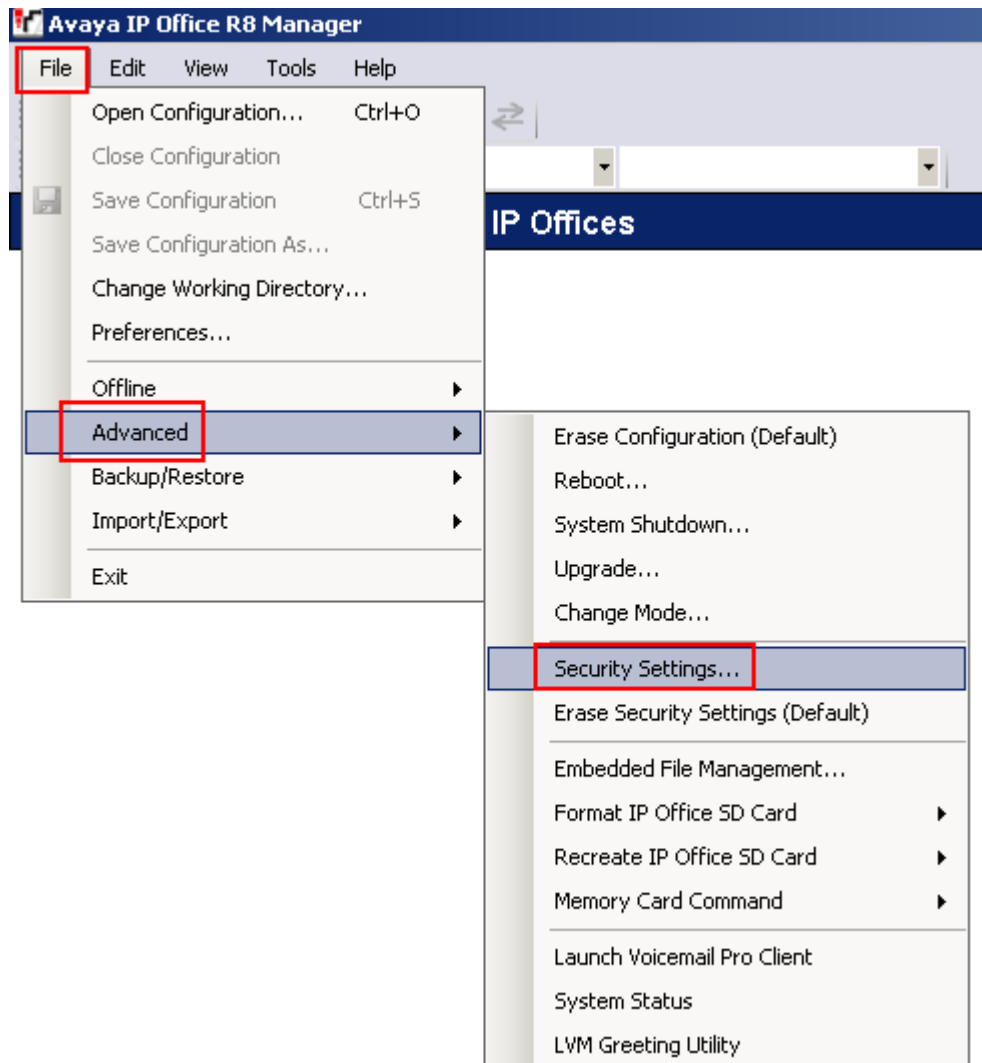 Avaya IP Office R8 Manager
File Edit View Tools Help
Open Configuration... Ctrl+O
Close Configuration
Save Configuration Ctrl+S
Save Configuration As...
Change Working Directory...
Preferences...
Offline
Advanced
Backup/Restore
Import/Export
Exit
IP Offices
Erase Configuration (Default)
Reboot...
System Shutdown...
Upgrade...
Change Mode...
Security Settings...
Erase Security Settings (Default)
Embedded File Management...
Format IP Office SD Card
Recreate IP Office SD Card
Memory Card Command
Launch Voicemail Pro Client
System Status
LVM Greeting Utility